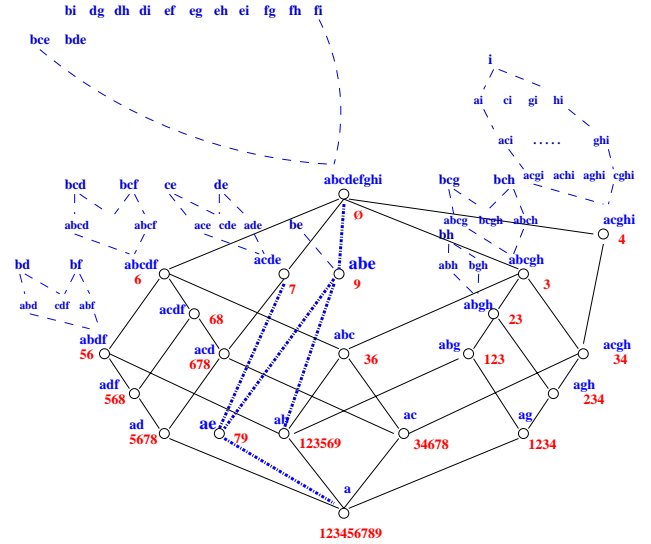 bi dg dh di ef eg eh ei fg fh fi
bce bde
i
ai ci gi hi
aci ..... ghi
acgi achi aghi cghi
bcd bcf ce de abcdefghi bcg bch
Ø
abcd abcf ace cde ade be abcg bcgh abch acghi
4
bh
bd bf abcdf acde abe abh bgh abcgh
6 7 9 3
abd cdf abf acdf 68 abgh 23
abdf acd abc abg acgh
56 678 36 123 34
adf agh
568 234
ad ae ab ac ag
5678 79 123569 34678 1234
a
123456789